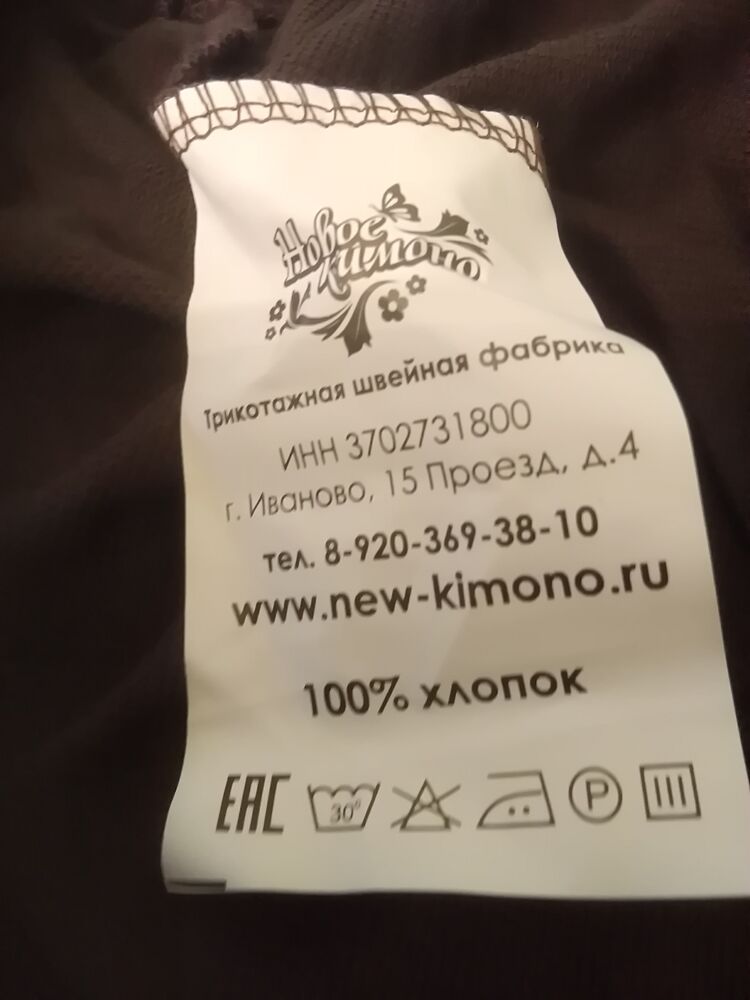 Новое
кимоно
Трикотажная швейная фабрика
ИНН 3702731800
г. Иваново, 15 Проезд, д.4
тел. 8-920-369-38-10
www.new-kimono.ru
100% хлопок
EAC 30° P